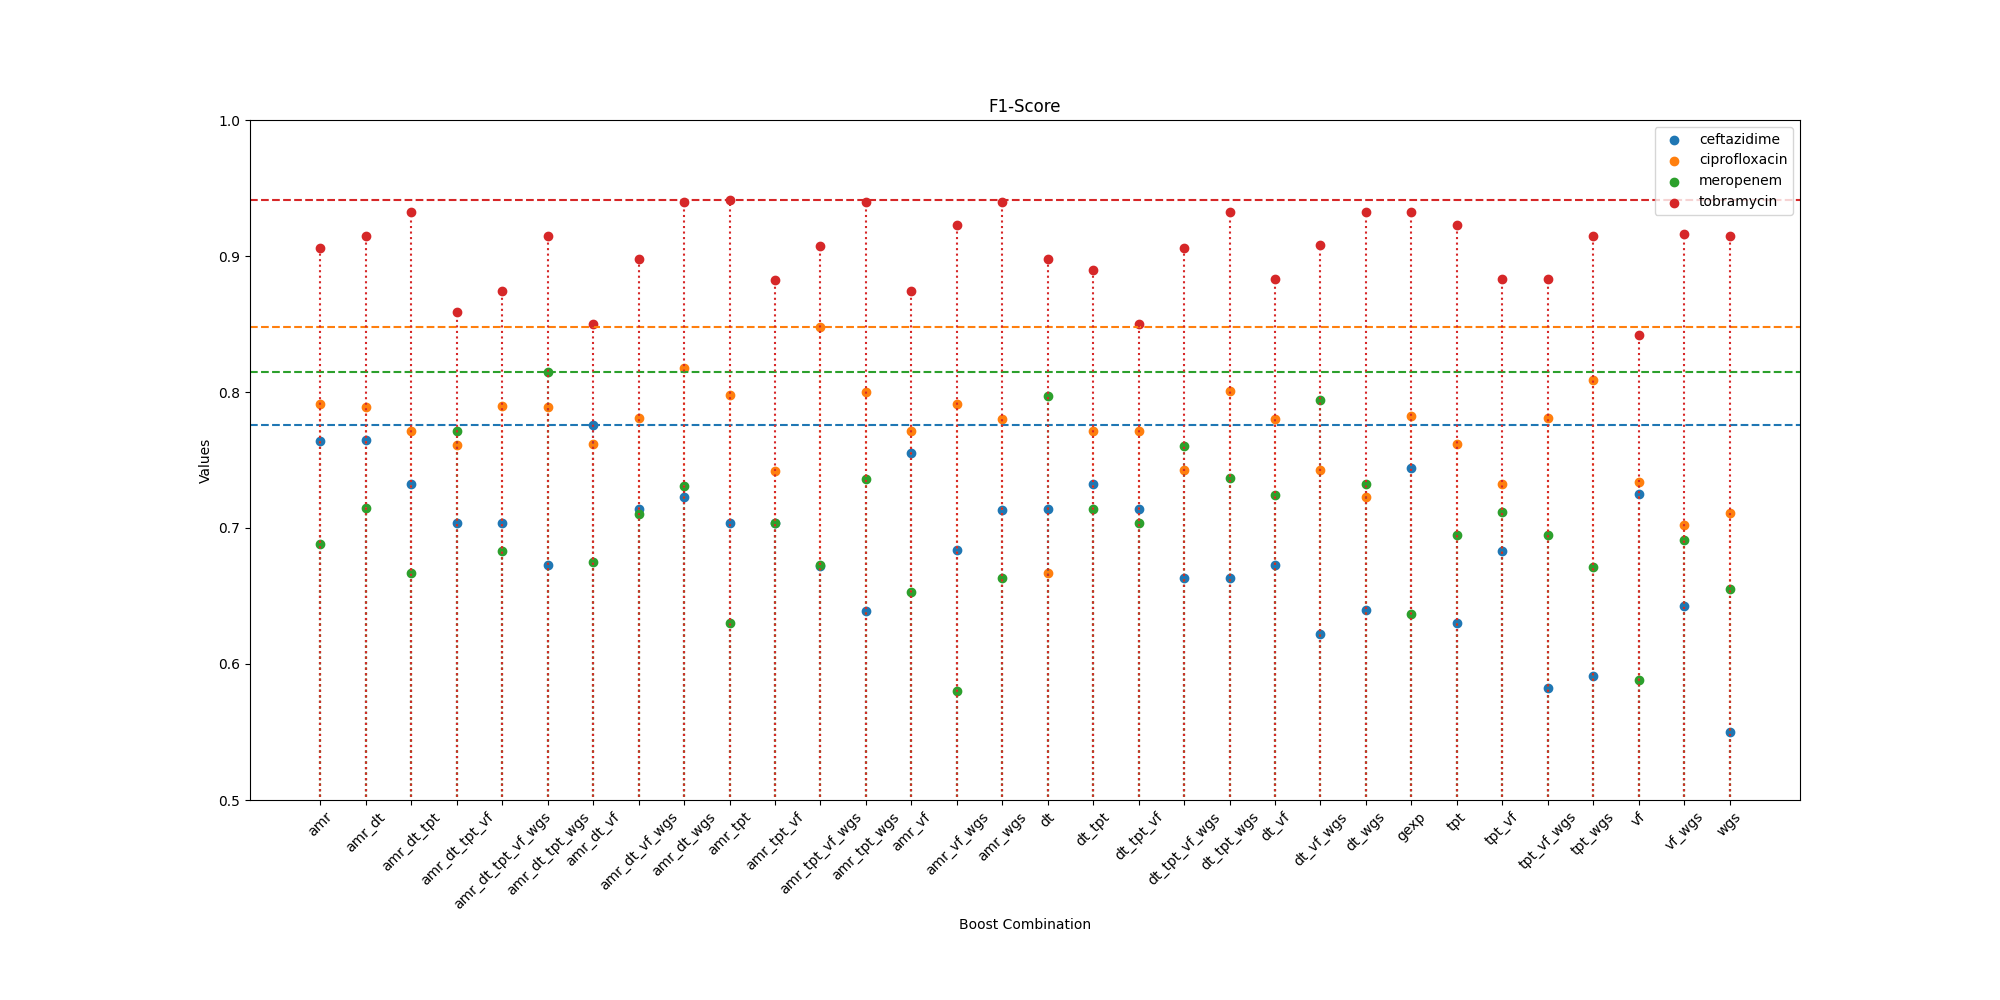 F1-Score
1.0
0.9
0.8
0.7
0.6
0.5
Values
ceftazidime
ciprofloxacin
meropenem
tobramycin
amr
amr_dt
amr_dt_tpt
amr_dt_tpt_vf
amr_dt_tpt_vf_wgs
amr_dt_tpt_wgs
amr_dt_vf
amr_dt_vf_wgs
amr_dt_wgs
amr_tpt
amr_tpt_vf
amr_tpt_vf_wgs
amr_tpt_wgs
amr_vf
amr_vf_wgs
amr_wgs
dt
dt_tpt
dt_tpt_vf
dt_tpt_vf_wgs
dt_tpt_wgs
dt_vf
dt_vf_wgs
dt_wgs
gexp
tpt
tpt_vf
tpt_vf_wgs
tpt_wgs
vf
vf_wgs
wgs
Boost Combination